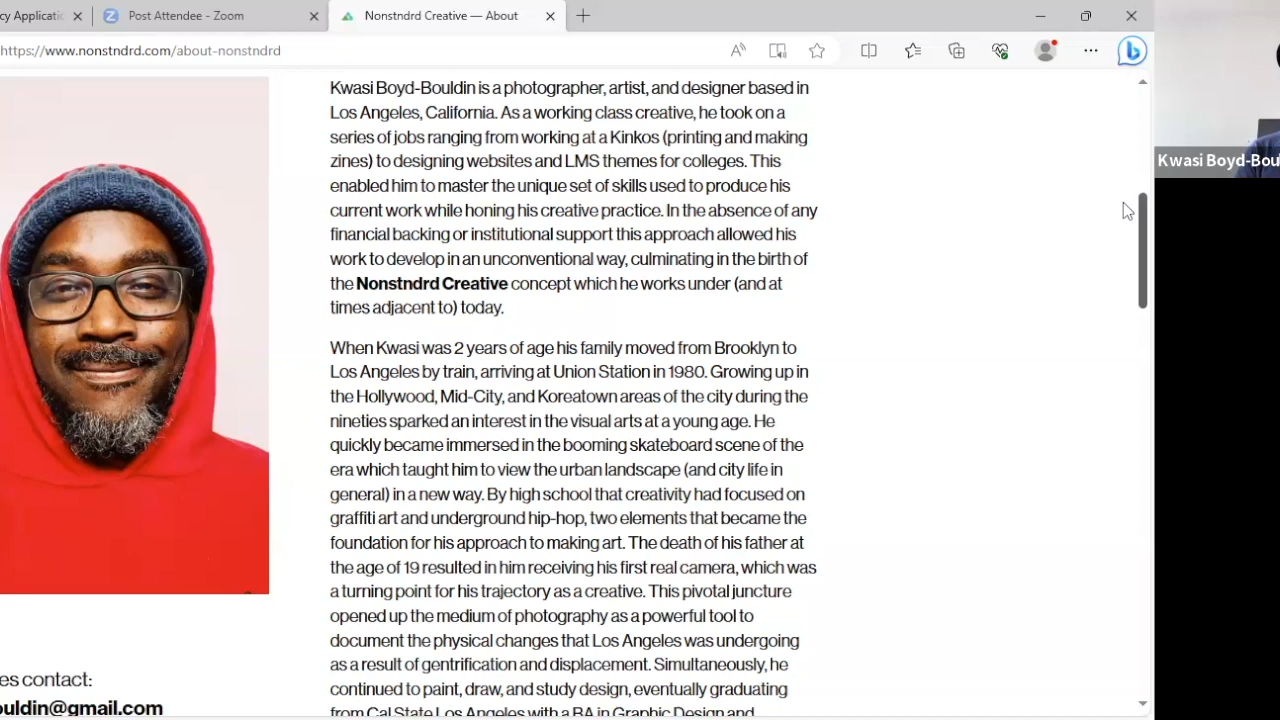 Post Attendee - Zoom
Nonstndrd Creative — About
https://www.nonstndrd.com/about-nonstndrd
Kwasi Boyd-Bouldin is a photographer, artist, and designer based in
Los Angeles, California. As a working class creative, he took on a
series of jobs ranging from working at a Kinkos (printing and making
zines) to designing websites and LMS themes for colleges. This
enabled him to master the unique set of skills used to produce his
current work while honing his creative practice. In the absence of any
financial backing or institutional support this approach allowed his
work to develop in an unconventional way, culminating in the birth of
the Nonstndrd Creative concept which he works under (and at
times adjacent to) today.
When Kwasi was 2 years of age his family moved from Brooklyn to
Los Angeles by train, arriving at Union Station in 1980. Growing up in
the Hollywood, Mid-City, and Koreatown areas of the city during the
nineties sparked an interest in the visual arts at a young age. He
quickly became immersed in the booming skateboard scene of the
era which taught him to view the urban landscape (and city life in
general) in a new way. By high school that creativity had focused on
graffiti art and underground hip-hop, two elements that became the
foundation for his approach to making art. The death of his father at
the age of 19 resulted in him receiving his first real camera, which was
a turning point for his trajectory as a creative. This pivotal juncture
opened up the medium of photography as a powerful tool to
document the physical changes that Los Angeles was undergoing
as a result of gentrification and displacement. Simultaneously, he
continued to paint, draw, and study design, eventually graduating
from Cal State Los Angeles with a BA in Graphic Design and
es contact:
ouldin@gmail.com
Kwasi Boyd-Bou